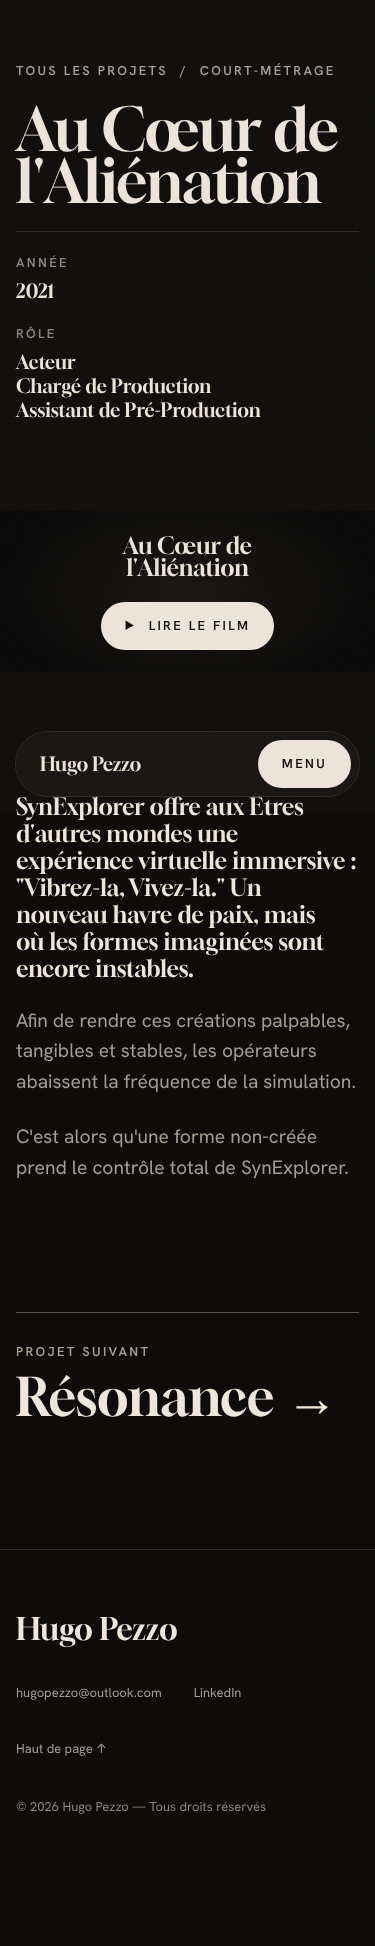 TOUS LES PROJETS / COURT-MÉTRAGE
Au Cœur de
l'Aliénation
ANNÉE
2021
RÔLE
Acteur
Chargé de Production
Assistant de Pré-Production
Au Cœur de
l'Aliénation
▶ LIRE LE FILM
Hugo Pezzo
MENU
SynExplorer offre aux Êtres
d'autres mondes une
expérience virtuelle immersive :
"Vibrez-la, Vivez-la." Un
nouveau havre de paix, mais
où les formes imaginées sont
encore instables.
Afin de rendre ces créations palpables,
tangibles et stables, les opérateurs
abaissent la fréquence de la simulation.
C'est alors qu'une forme non-créée
prend le contrôle total de SynExplorer.
PROJET SUIVANT
Résonance →
Hugo Pezzo
hugopezzo@outlook.com LinkedIn
Haut de page ↑
© 2026 Hugo Pezzo — Tous droits réservés